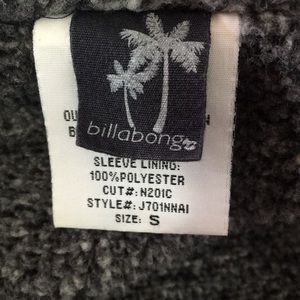 billabong
SLEEVE LINING:
100%POLYESTER
CUT#: N201C
STYLE#: J701NNAI
SIZE: S